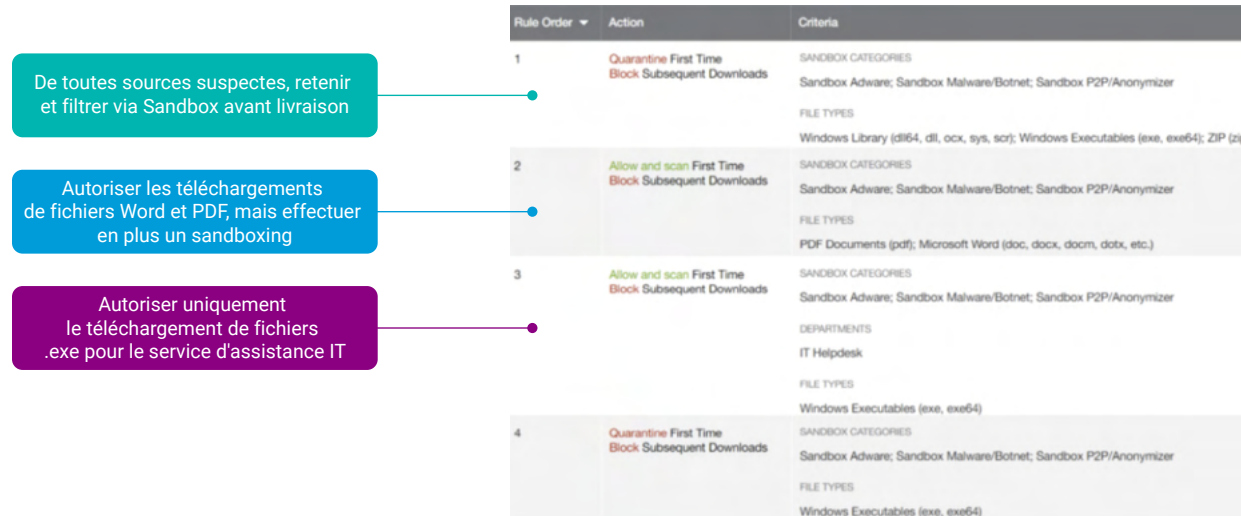 De toutes sources suspectes, retenir
et filtrer via Sandbox avant livraison
Autoriser les téléchargements
de fichiers Word et PDF, mais effectuer
en plus un sandboxing
Autoriser uniquement
le téléchargement de fichiers
.exe pour le service d'assistance IT
Rule Order Action Criteria
1 Quarantine First Time
Block Subsequent Downloads
SANDBOX CATEGORIES
Sandbox Adware; Sandbox Malware/Botnet; Sandbox P2P/Anonymizer
FILE TYPES
Windows Library (dll64, dll, ocx, sys, scr); Windows Executables (exe, exe64); ZIP (zi
2 Allow and scan First Time
Block Subsequent Downloads
SANDBOX CATEGORIES
Sandbox Adware; Sandbox Malware/Botnet; Sandbox P2P/Anonymizer
FILE TYPES
PDF Documents (pdf); Microsoft Word (doc, docx, docm, dotx, etc.)
3 Allow and scan First Time
Block Subsequent Downloads
SANDBOX CATEGORIES
Sandbox Adware; Sandbox Malware/Botnet; Sandbox P2P/Anonymizer
DEPARTMENTS
IT Helpdesk
FILE TYPES
Windows Executables (exe, exe64)
4 Quarantine First Time
Block Subsequent Downloads
SANDBOX CATEGORIES
Sandbox Adware; Sandbox Malware/Botnet; Sandbox P2P/Anonymizer
FILE TYPES
Windows Executables (exe, exe64)